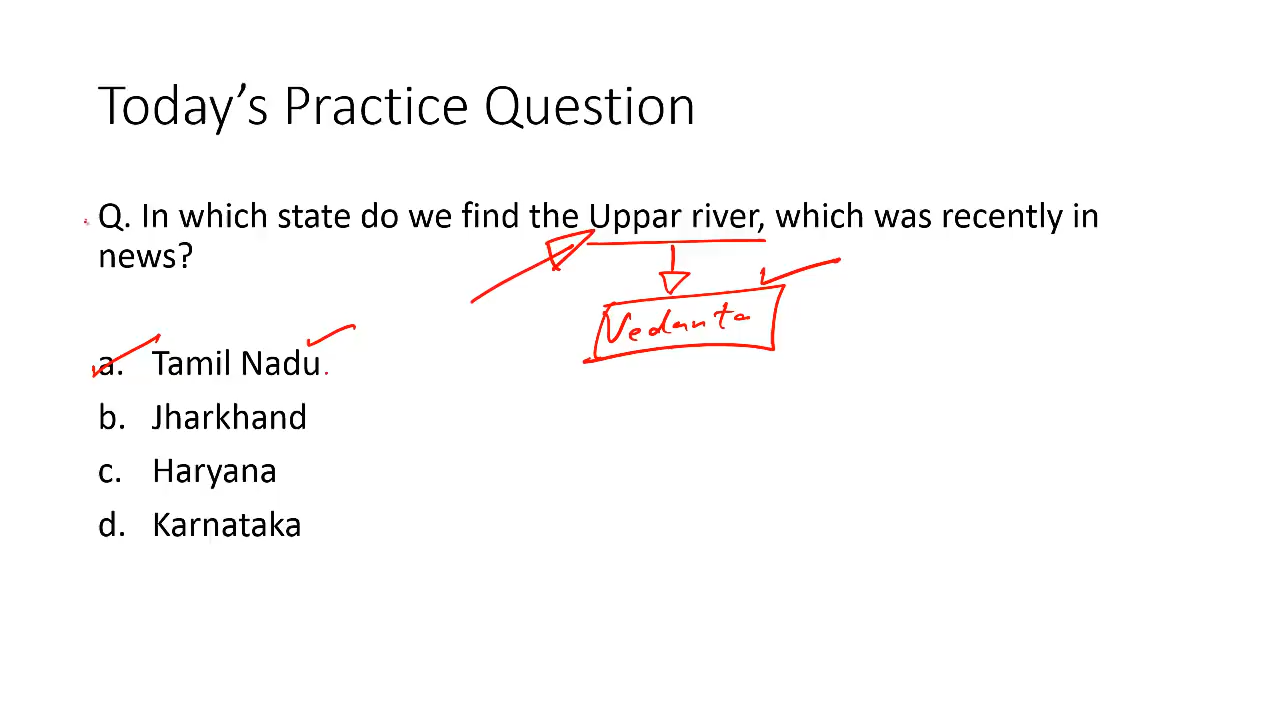 Today’s Practice Question
Q. In which state do we find the Uppar river, which was recently in
news?
Vedanta
a. Tamil Nadu.
b. Jharkhand
c. Haryana
d. Karnataka